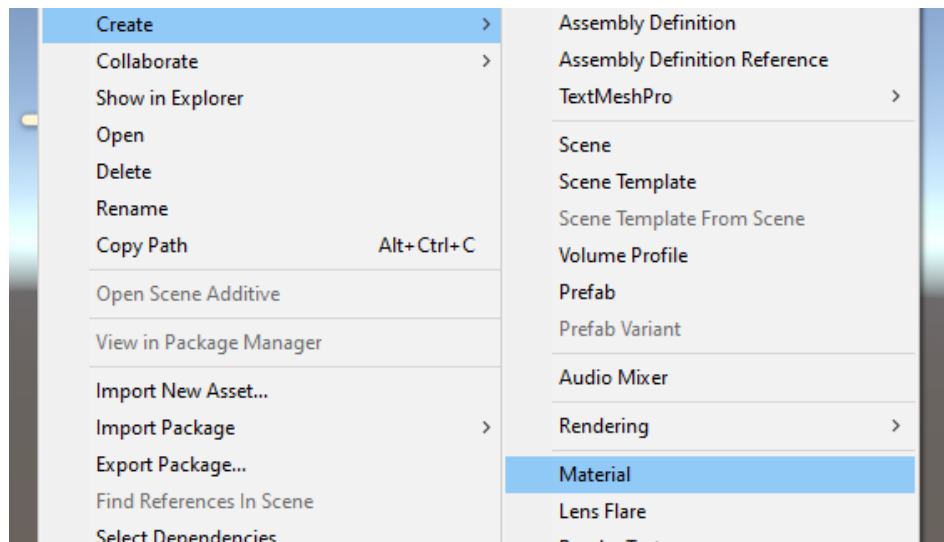 Create
Collaborate
Show in Explorer
Open
Delete
Rename
Copy Path Alt+Ctrl+C
Open Scene Additive
View in Package Manager
Import New Asset...
Import Package
Export Package...
Find References In Scene
Select Dependencies
Assembly Definition
Assembly Definition Reference
TextMeshPro
Scene
Scene Template
Scene Template From Scene
Volume Profile
Prefab
Prefab Variant
Audio Mixer
Rendering
Material
Lens Flare